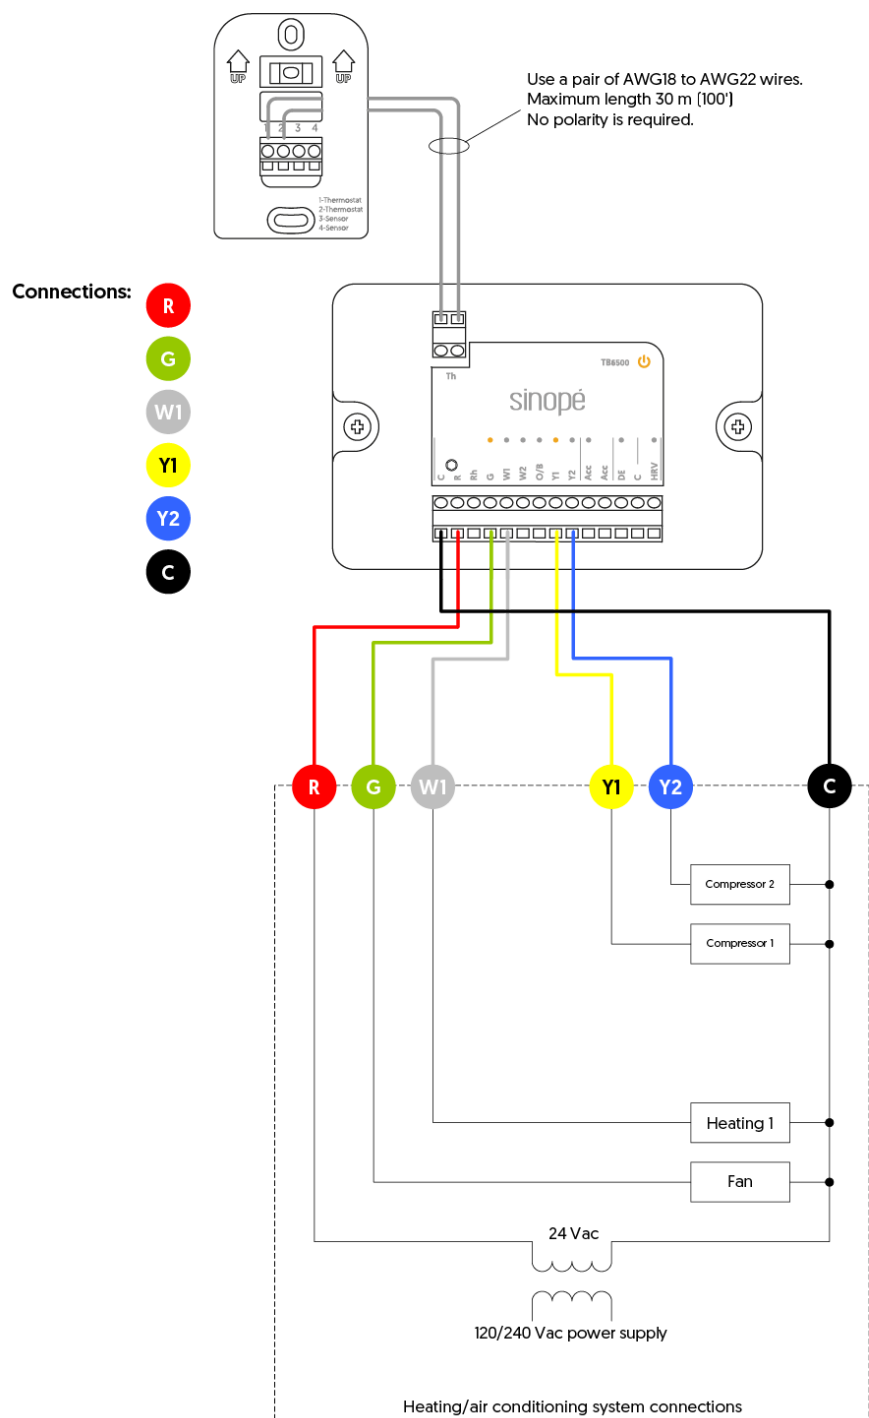 UP
UP
1 2 3 4
1-Thermostat
2-Thermostat
3-Sensor
4-Sensor
Use a pair of AWG18 to AWG22 wires.
Maximum length 30 m (100')
No polarity is required.
Connections:
R
G
W1
Y1
Y2
C
Th
TB6500
sinopé
C
R
Rh
G
W1
W2
O/B
Y1
Y2
Acc
Acc
DE
C
HRV
R
G
W1
Y1
Y2
C
Compressor 2
Compressor 1
Heating 1
Fan
24 Vac
120/240 Vac power supply
Heating/air conditioning system connections